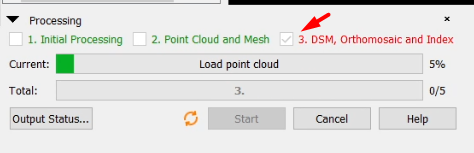 Processing ×
1. Initial Processing 2. Point Cloud and Mesh 3. DSM, Orthomosaic and Index
Current: Load point cloud 5%
Total: 3. 0/5
Output Status... Start Cancel Help